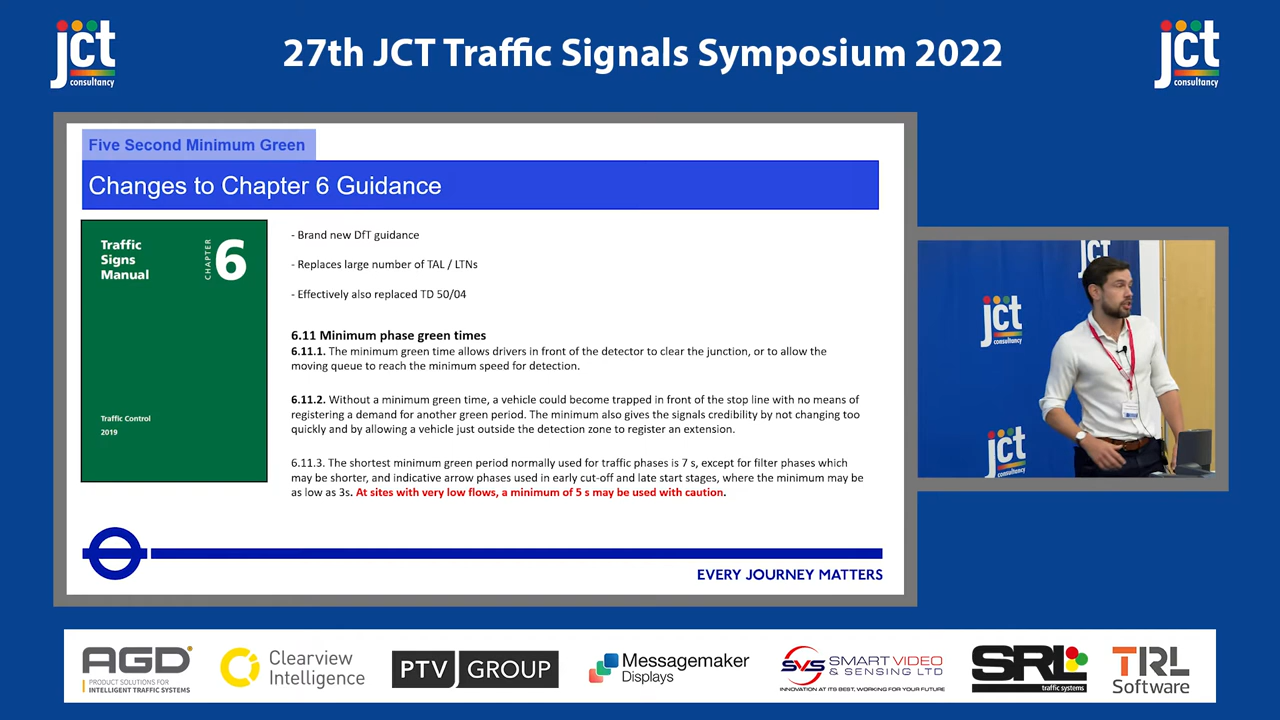 jct
consultancy
27th JCT Traffic Signals Symposium 2022
jct
consultancy
Five Second Minimum Green
Changes to Chapter 6 Guidance
Traffic
Signs
Manual
CHAPTER
6
Traffic Control
2019
- Brand new DfT guidance
- Replaces large number of TAL / LTNs
- Effectively also replaced TD 50/04
6.11 Minimum phase green times
6.11.1. The minimum green time allows drivers in front of the detector to clear the junction, or to allow the
moving queue to reach the minimum speed for detection.
6.11.2. Without a minimum green time, a vehicle could become trapped in front of the stop line with no means of
registering a demand for another green period. The minimum also gives the signals credibility by not changing too
quickly and by allowing a vehicle just outside the detection zone to register an extension.
6.11.3. The shortest minimum green period normally used for traffic phases is 7 s, except for filter phases which
may be shorter, and indicative arrow phases used in early cut-off and late start stages, where the minimum may be
as low as 3s. At sites with very low flows, a minimum of 5 s may be used with caution.
EVERY JOURNEY MATTERS
jct
jct
consultancy
jct
consultancy
AGD
PRODUCT SOLUTIONS FOR
INTELLIGENT TRAFFIC SYSTEMS
Clearview
Intelligence
PTV GROUP
Messagemaker
Displays
SVS
SMART VIDEO
& SENSING LTD
INNOVATION AT ITS BEST, WORKING FOR YOUR FUTURE
SRL
traffic systems
TRL
Software